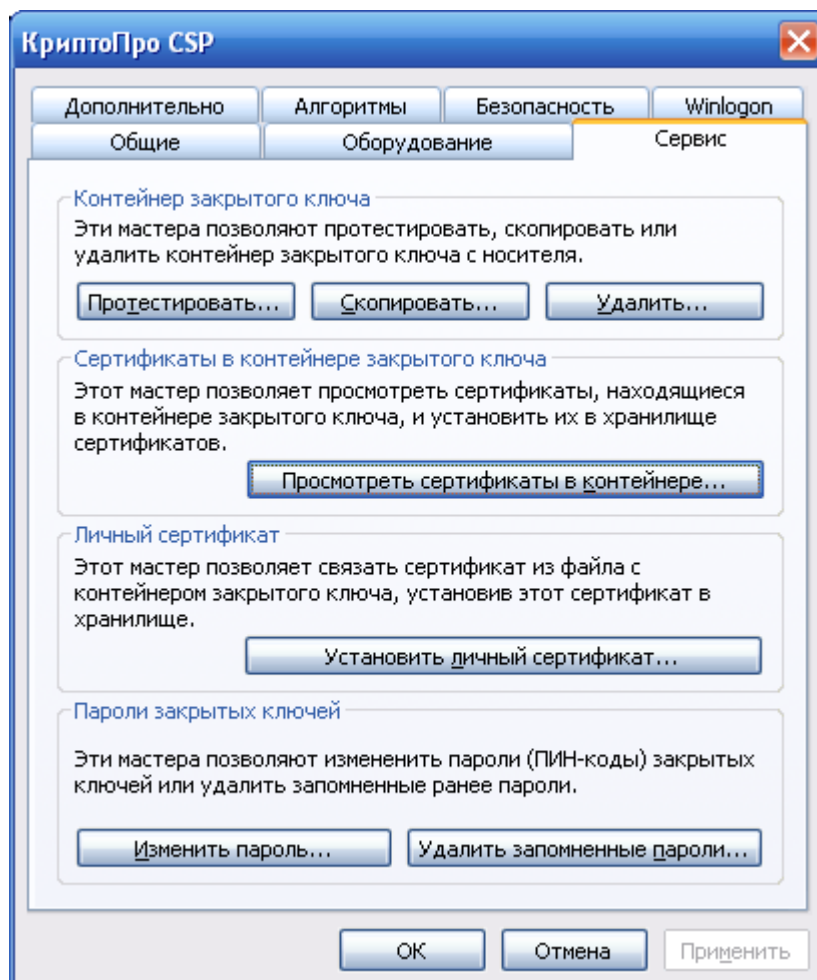 КриптоПро CSP
Дополнительно Алгоритмы Безопасность Winlogon
Общие Оборудование Сервис
Контейнер закрытого ключа
Эти мастера позволяют протестировать, скопировать или
удалить контейнер закрытого ключа с носителя.
Протестировать... Скопировать... Удалить...
Сертификаты в контейнере закрытого ключа
Этот мастер позволяет просмотреть сертификаты, находящиеся
в контейнере закрытого ключа, и установить их в хранилище
сертификатов.
Просмотреть сертификаты в контейнере...
Личный сертификат
Этот мастер позволяет связать сертификат из файла с
контейнером закрытого ключа, установив этот сертификат в
хранилище.
Установить личный сертификат...
Пароли закрытых ключей
Эти мастера позволяют измененить пароли (ПИН-коды) закрытых
ключей или удалить запомненные ранее пароли.
Изменить пароль... Удалить запомненные пароли...
ОК Отмена Применить